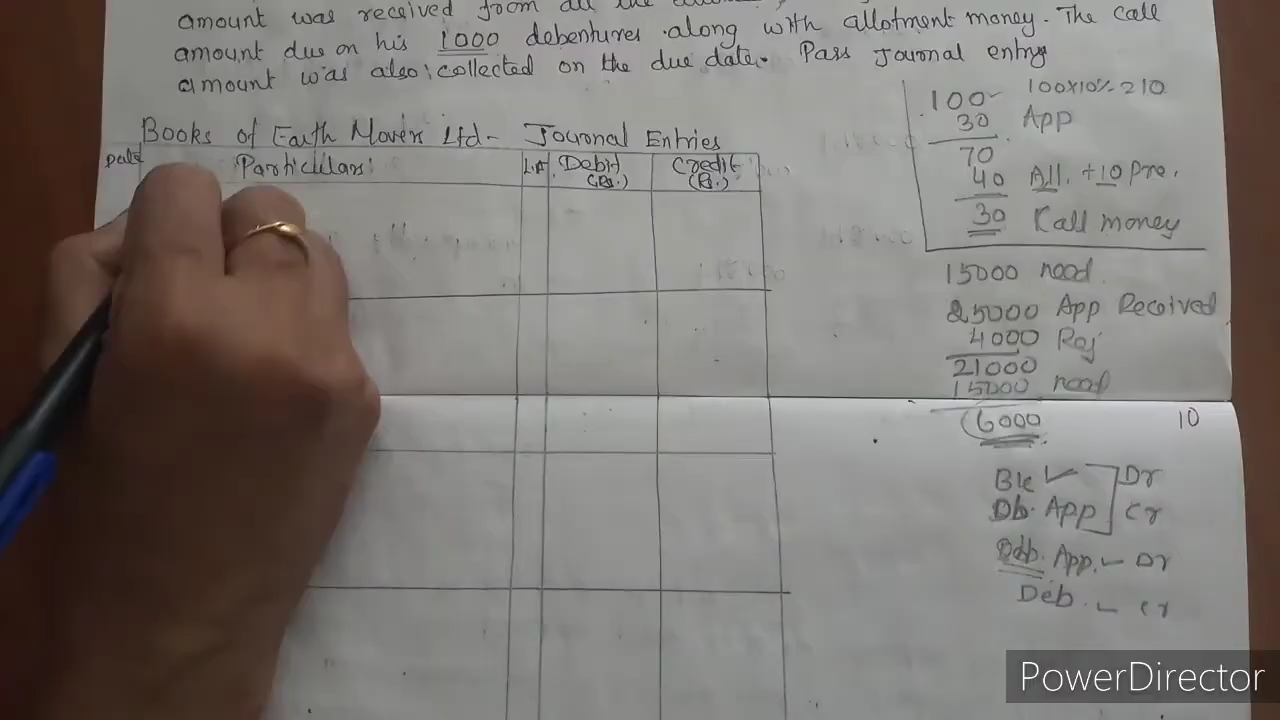 amount was received from all the
amount due on his 1000 debentures along with allotment money. The call
amount was also collected on the due date. Pass Journal entry
Books of Earth Movers Ltd - Journal Entries
Date Particulars L.F Debit (Rs.) Credit (Rs.)
100 100x10% 210
30 App
70
40 All. +10 Pre.
30 Call money
15000 need
25000 App Received
4000 Rej
21000
15000 need
6000 10
Bk Dr
Db. App Cr
Deb. App. Dr
Deb. Cr
PowerDirector